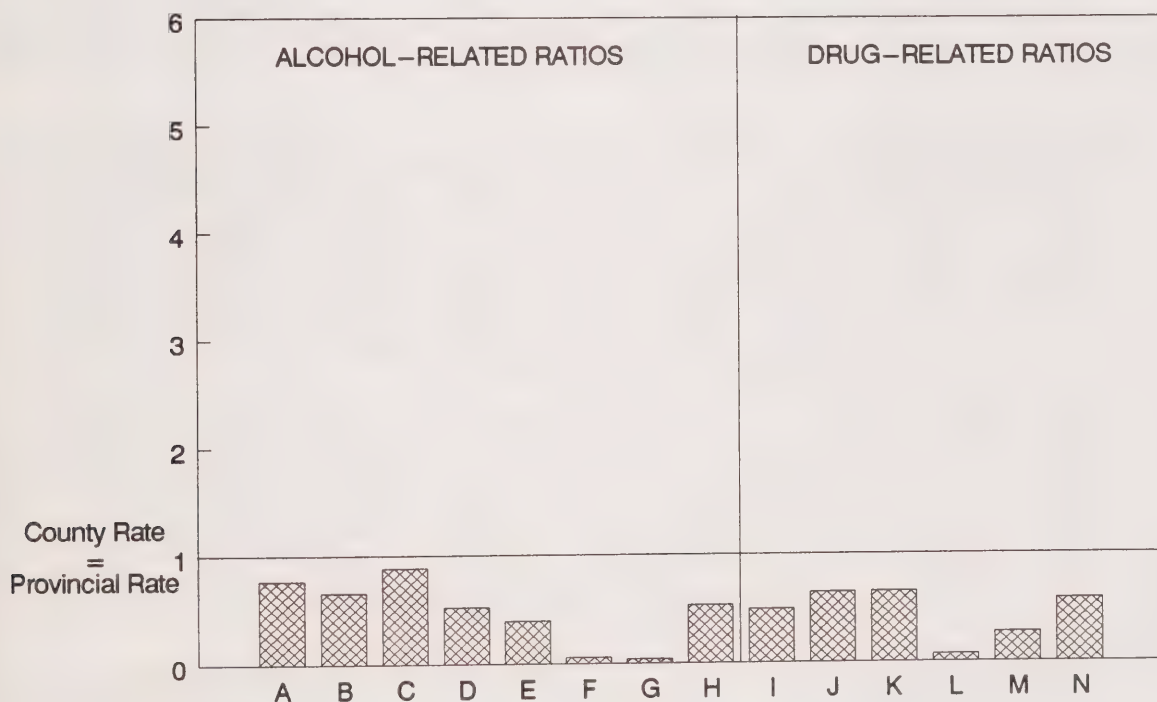 6
ALCOHOL–RELATED RATIOS
DRUG–RELATED RATIOS
5
4
3
2
County Rate
=
Provincial Rate
1
0
A B C D E F G H I J K L M N